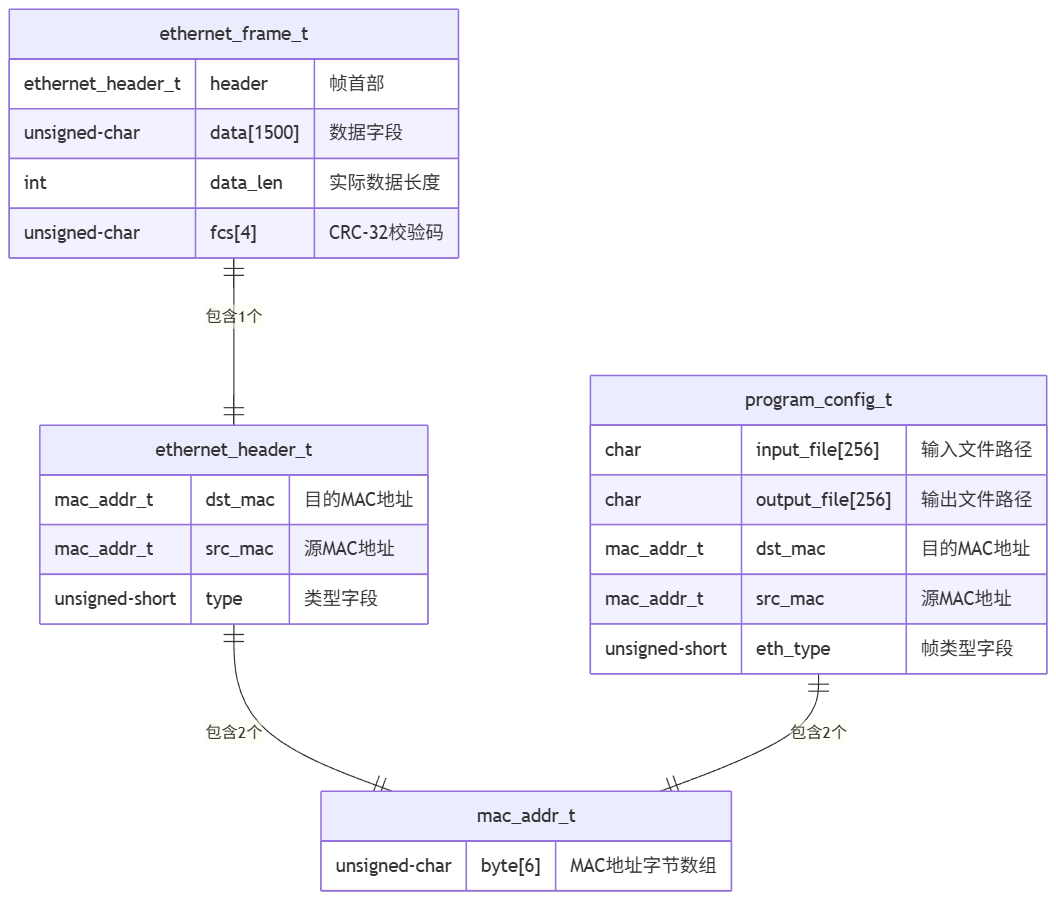 ethernet_frame_t
ethernet_header_t header 帧首部
unsigned-char data[1500] 数据字段
int data_len 实际数据长度
unsigned-char fcs[4] CRC-32校验码
包含1个
ethernet_header_t
mac_addr_t dst_mac 目的MAC地址
mac_addr_t src_mac 源MAC地址
unsigned-short type 类型字段
program_config_t
char input_file[256] 输入文件路径
char output_file[256] 输出文件路径
mac_addr_t dst_mac 目的MAC地址
mac_addr_t src_mac 源MAC地址
unsigned-short eth_type 帧类型字段
包含2个
包含2个
mac_addr_t
unsigned-char byte[6] MAC地址字节数组